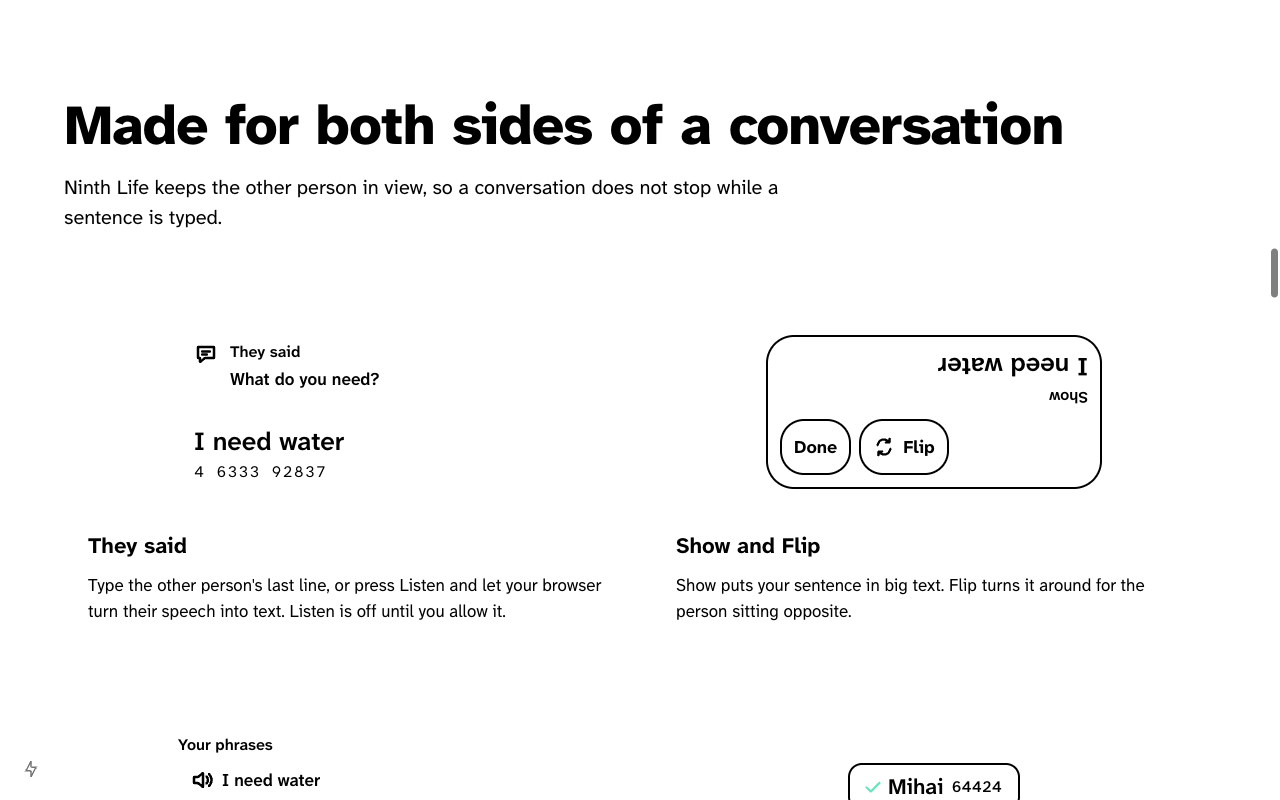 Made for both sides of a conversation
Ninth Life keeps the other person in view, so a conversation does not stop while a
sentence is typed.
They said
What do you need?
I need water
4 6333 92837
I need water
Show
Done
Flip
They said
Type the other person's last line, or press Listen and let your browser
turn their speech into text. Listen is off until you allow it.
Show and Flip
Show puts your sentence in big text. Flip turns it around for the
person sitting opposite.
Your phrases
I need water
Mihai 64424